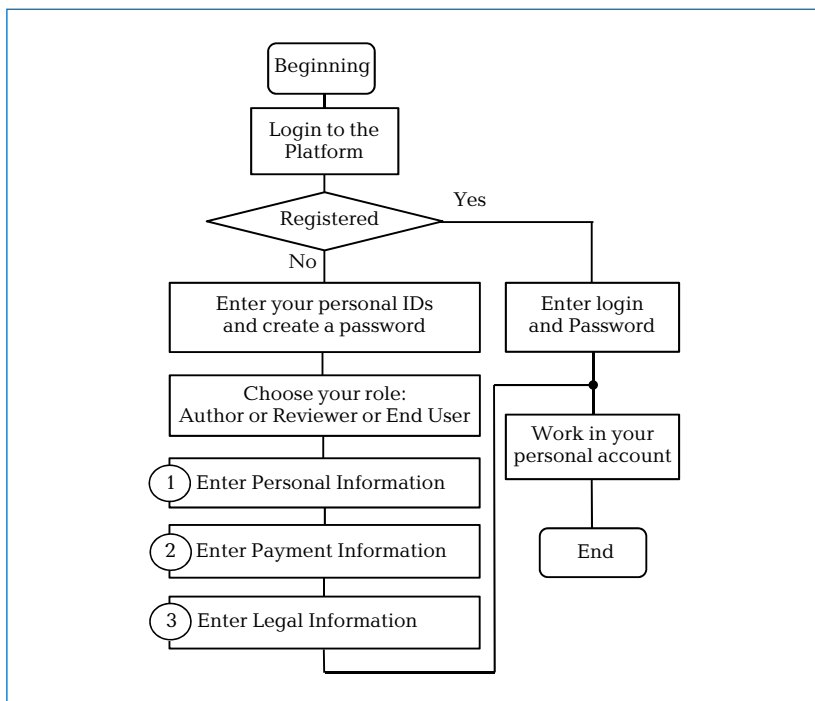 Beginning
Login to the
Platform
Registered
Yes
No
Enter your personal IDs
and create a password
Enter login
and Password
Choose your role:
Author or Reviewer or End User
Work in your
personal account
1 Enter Personal Information
2 Enter Payment Information
End
3 Enter Legal Information